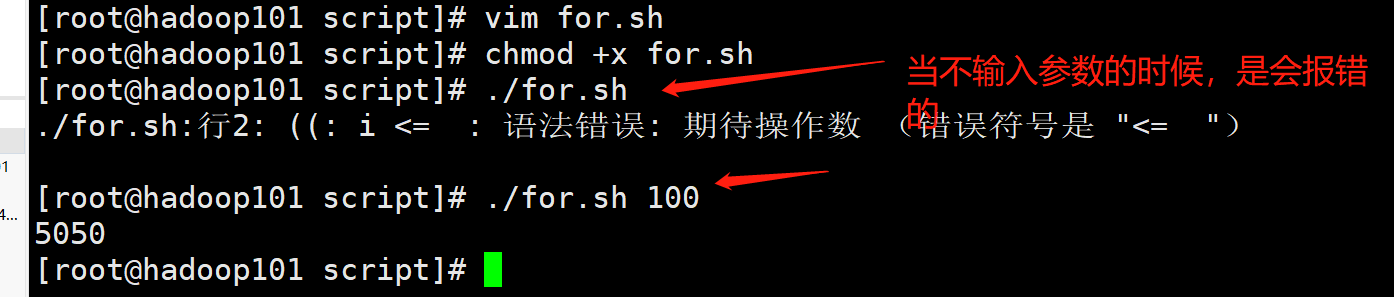 [root@hadoop101 script]# vim for.sh
[root@hadoop101 script]# chmod +x for.sh
[root@hadoop101 script]# ./for.sh
当不输入参数的时候，是会报错
的
./for.sh:行2: ((: i <=  : 语法错误: 期待操作数 （错误符号是 "<=  "）
01
[root@hadoop101 script]# ./for.sh 100
4...
5050
[root@hadoop101 script]#